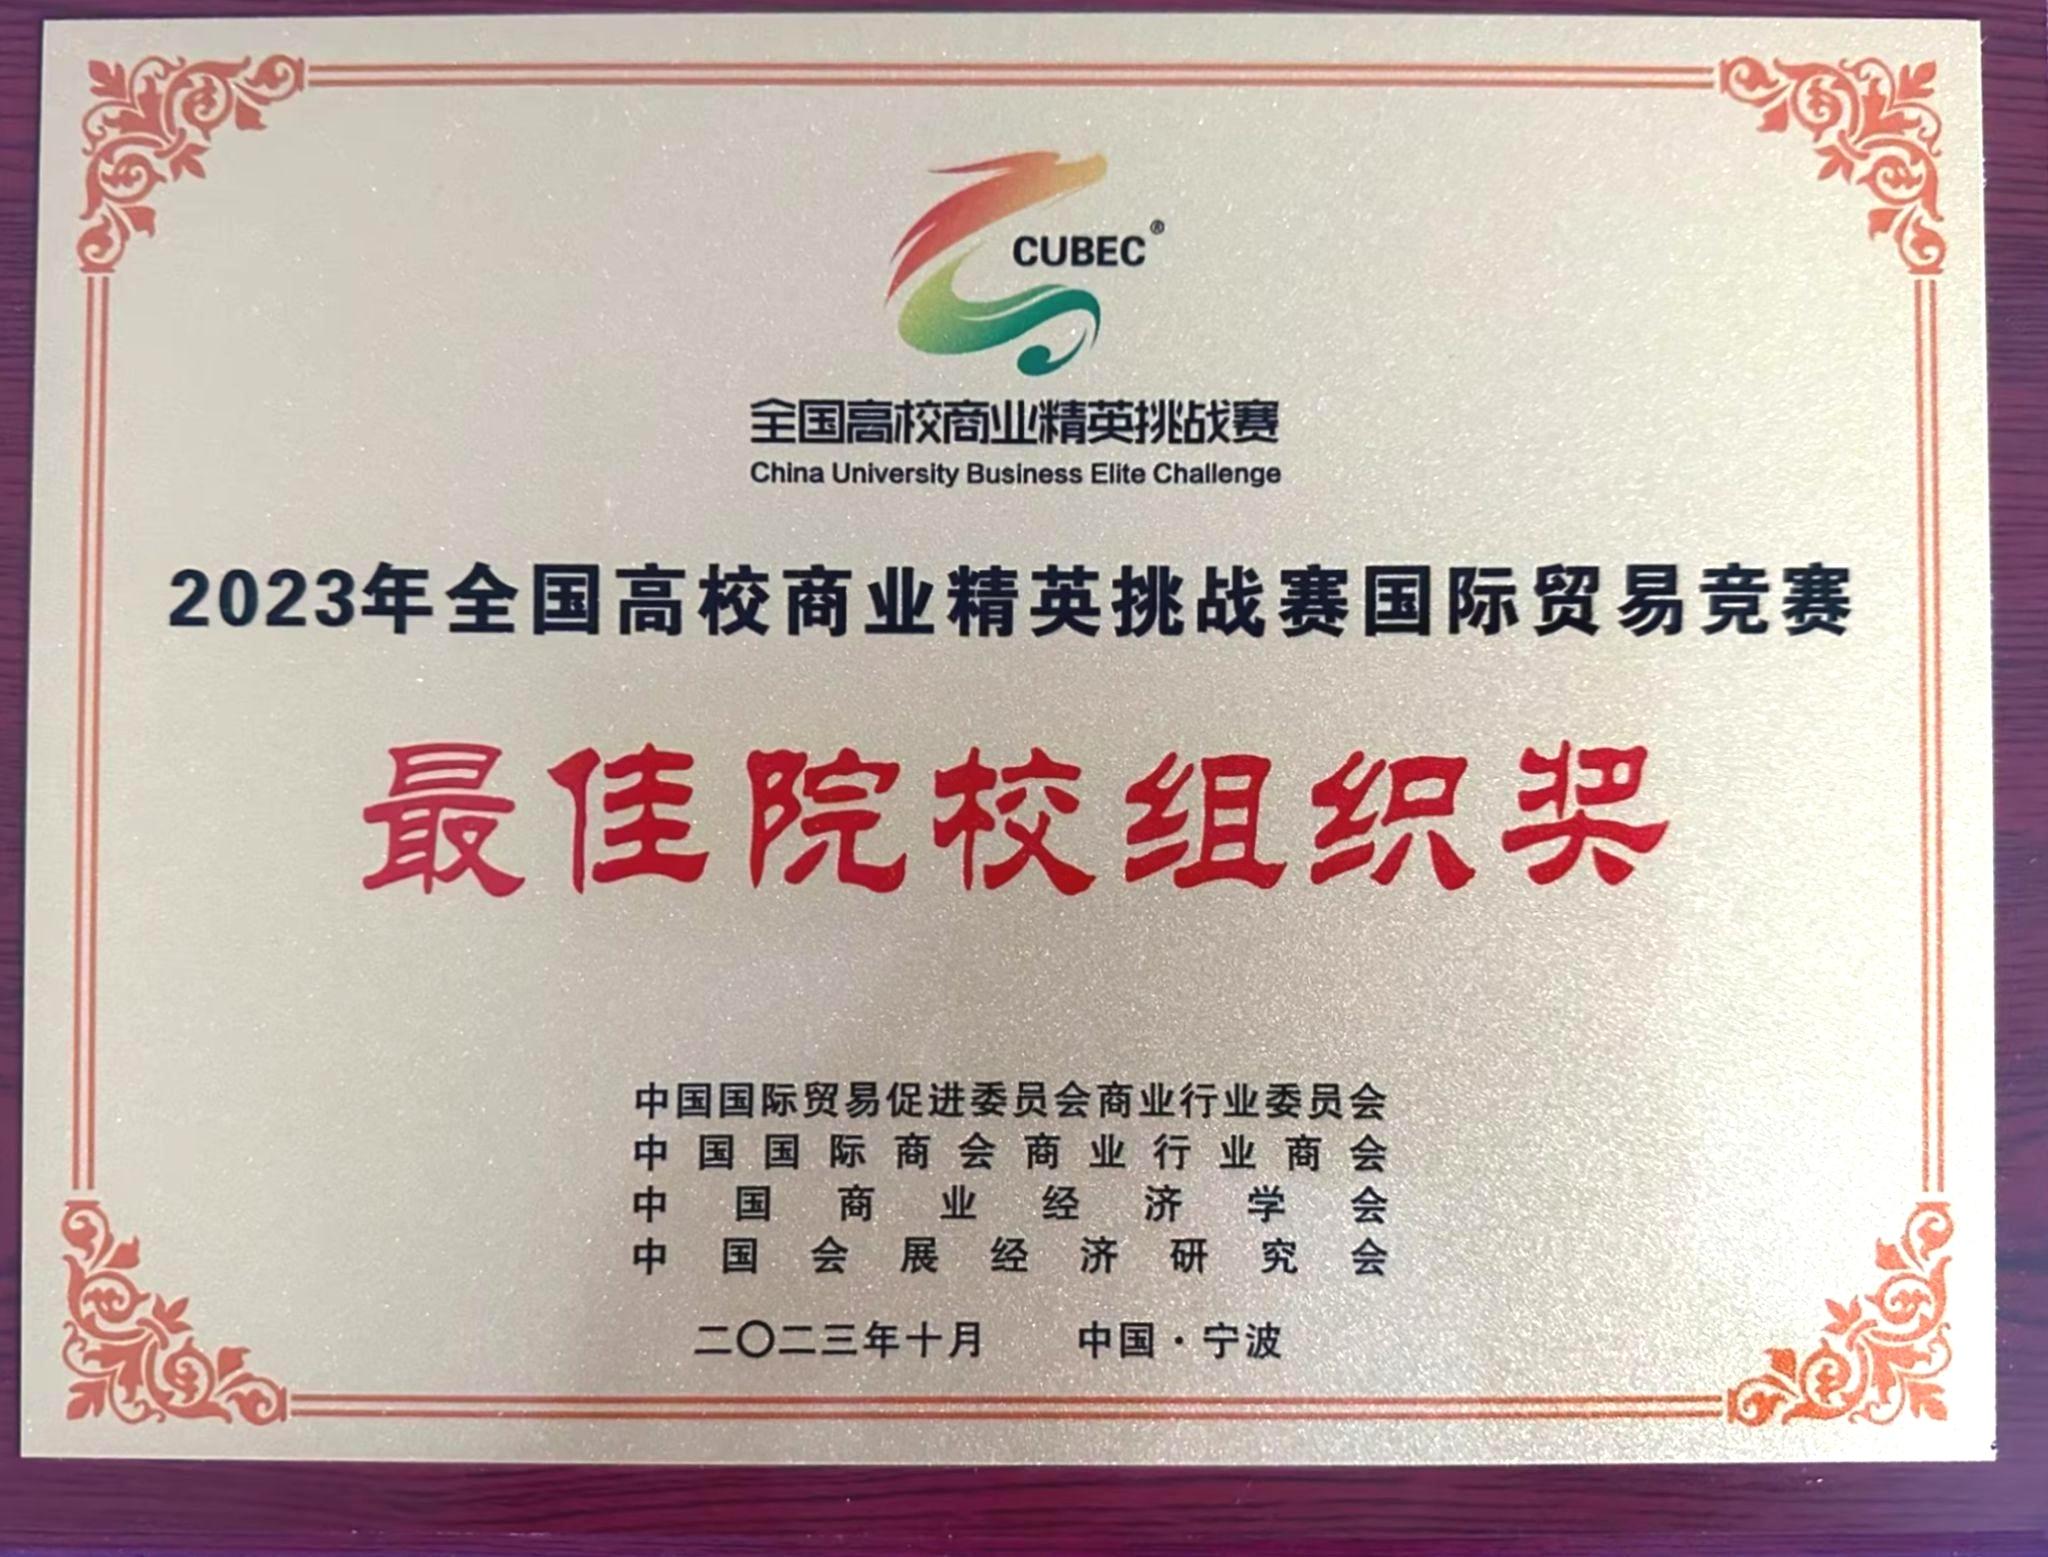 CUBEC®
全国高校商业精英挑战赛
China University Business Elite Challenge
2023年全国高校商业精英挑战赛国际贸易竞赛
最佳院校组织奖
中国国际贸易促进委员会商业行业委员会
中国国际商会商业行业商会
中国商业经济学会
中国会展经济研究会
二〇二三年十月 中国·宁波